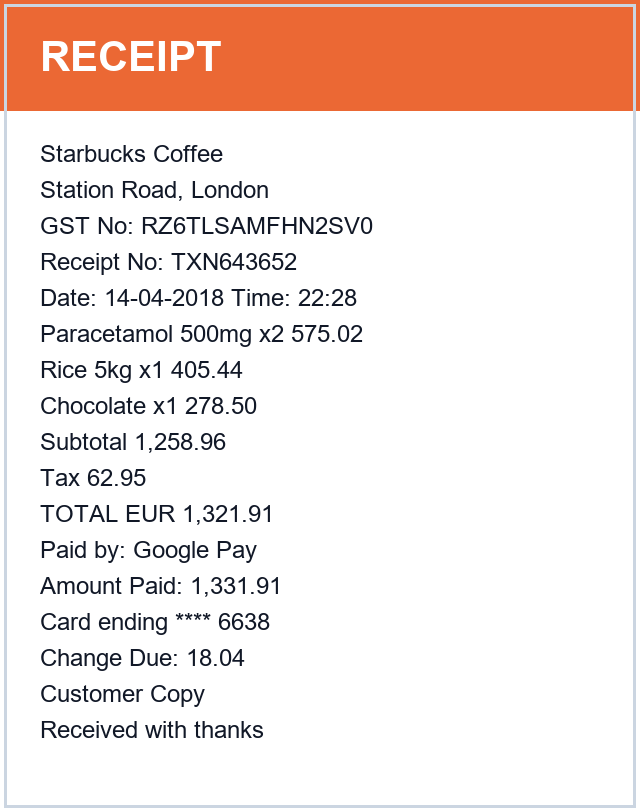 RECEIPT
Starbucks Coffee
Station Road, London
GST No: RZ6TLSAMFHN2SV0
Receipt No: TXN643652
Date: 14-04-2018 Time: 22:28
Paracetamol 500mg x2 575.02
Rice 5kg x1 405.44
Chocolate x1 278.50
Subtotal 1,258.96
Tax 62.95
TOTAL EUR 1,321.91
Paid by: Google Pay
Amount Paid: 1,331.91
Card ending **** 6638
Change Due: 18.04
Customer Copy
Received with thanks